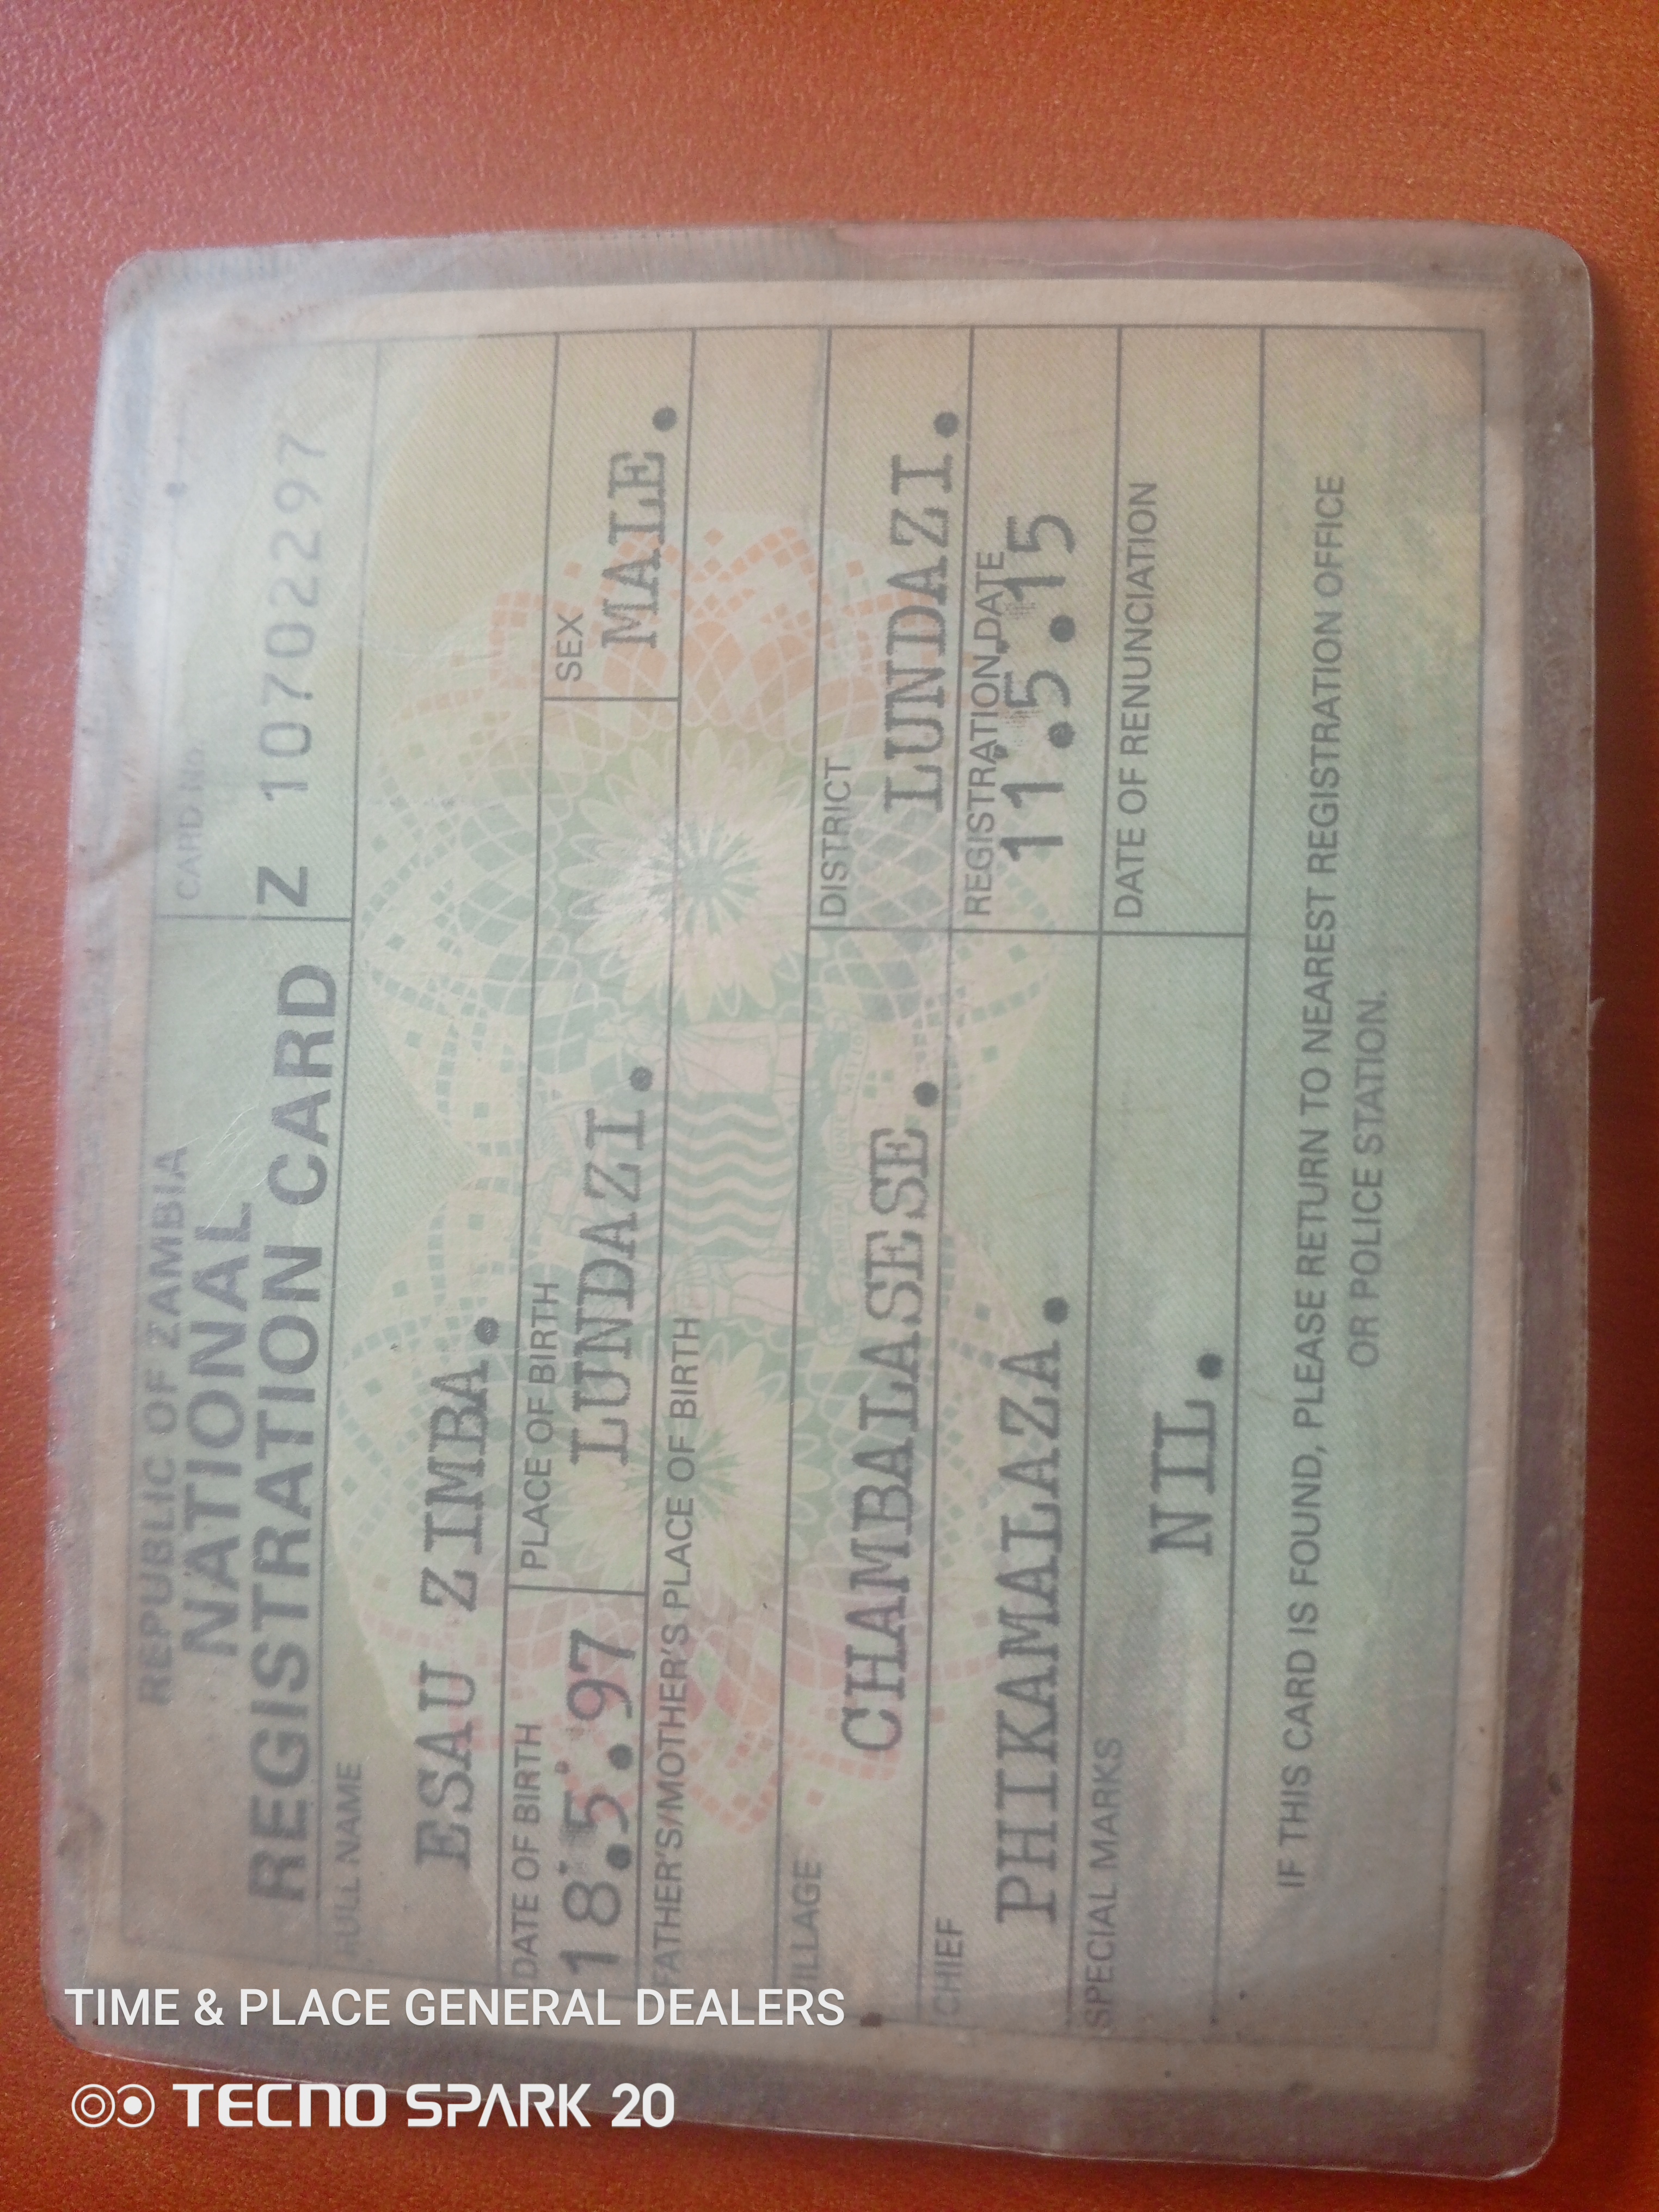 REPUBLIC OF ZAMBIA
NATIONAL
REGISTRATION CARD
CARD No.
Z 10702297
FULL NAME
ESAU ZIMBA.
DATE OF BIRTH
18.5.97
PLACE OF BIRTH
LUNDAZI.
SEX
MALE.
FATHER'S/MOTHER'S PLACE OF BIRTH
VILLAGE
CHAMBALASESE.
DISTRICT
LUNDAZI.
CHIEF
PHIKAMALAZA.
REGISTRATION DATE
11.5.15
SPECIAL MARKS
NIL.
DATE OF RENUNCIATION
IF THIS CARD IS FOUND, PLEASE RETURN TO NEAREST REGISTRATION OFFICE
OR POLICE STATION.
TIME & PLACE GENERAL DEALERS
TECNO SPARK 20